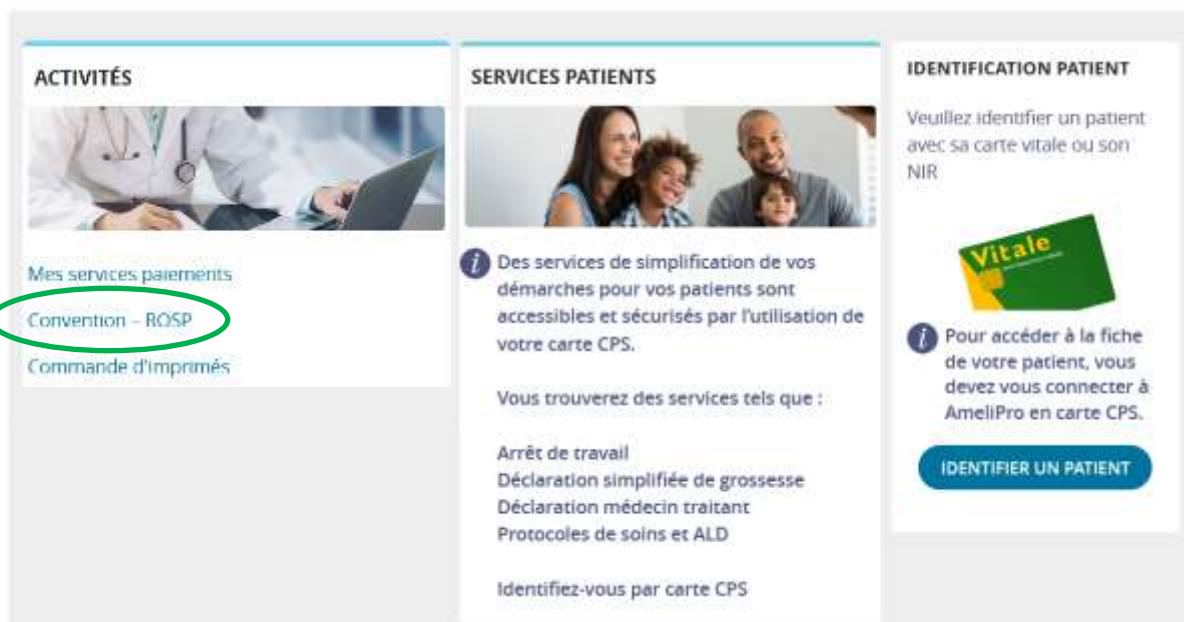 ACTIVITÉS
Mes services paiements
Convention – ROSP
Commande d'imprimés
SERVICES PATIENTS
Des services de simplification de vos
démarches pour vos patients sont
accessibles et sécurisés par l'utilisation de
votre carte CPS.
Vous trouverez des services tels que :
Arrêt de travail
Déclaration simplifiée de grossesse
Déclaration médecin traitant
Protocoles de soins et ALD
Identifiez-vous par carte CPS
IDENTIFICATION PATIENT
Veuillez identifier un patient
avec sa carte vitale ou son
NIR
Vitale
Pour accéder à la fiche
de votre patient, vous
devez vous connecter à
AmeliPro en carte CPS.
IDENTIFIER UN PATIENT